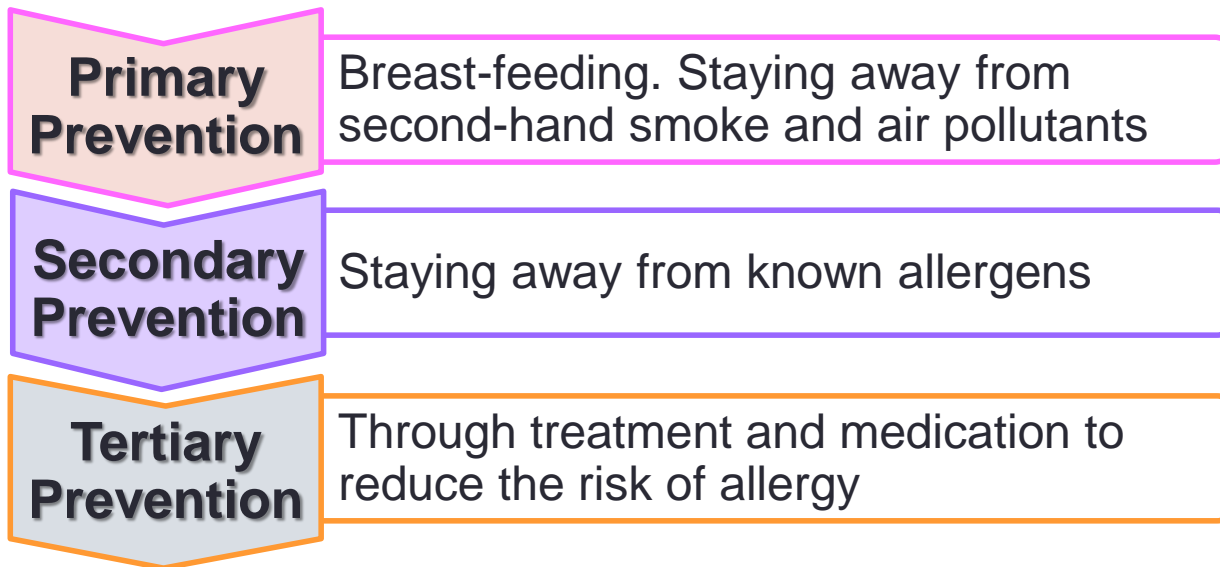 Primary
Prevention
Breast-feeding. Staying away from
second-hand smoke and air pollutants
Secondary
Prevention
Staying away from known allergens
Tertiary
Prevention
Through treatment and medication to
reduce the risk of allergy